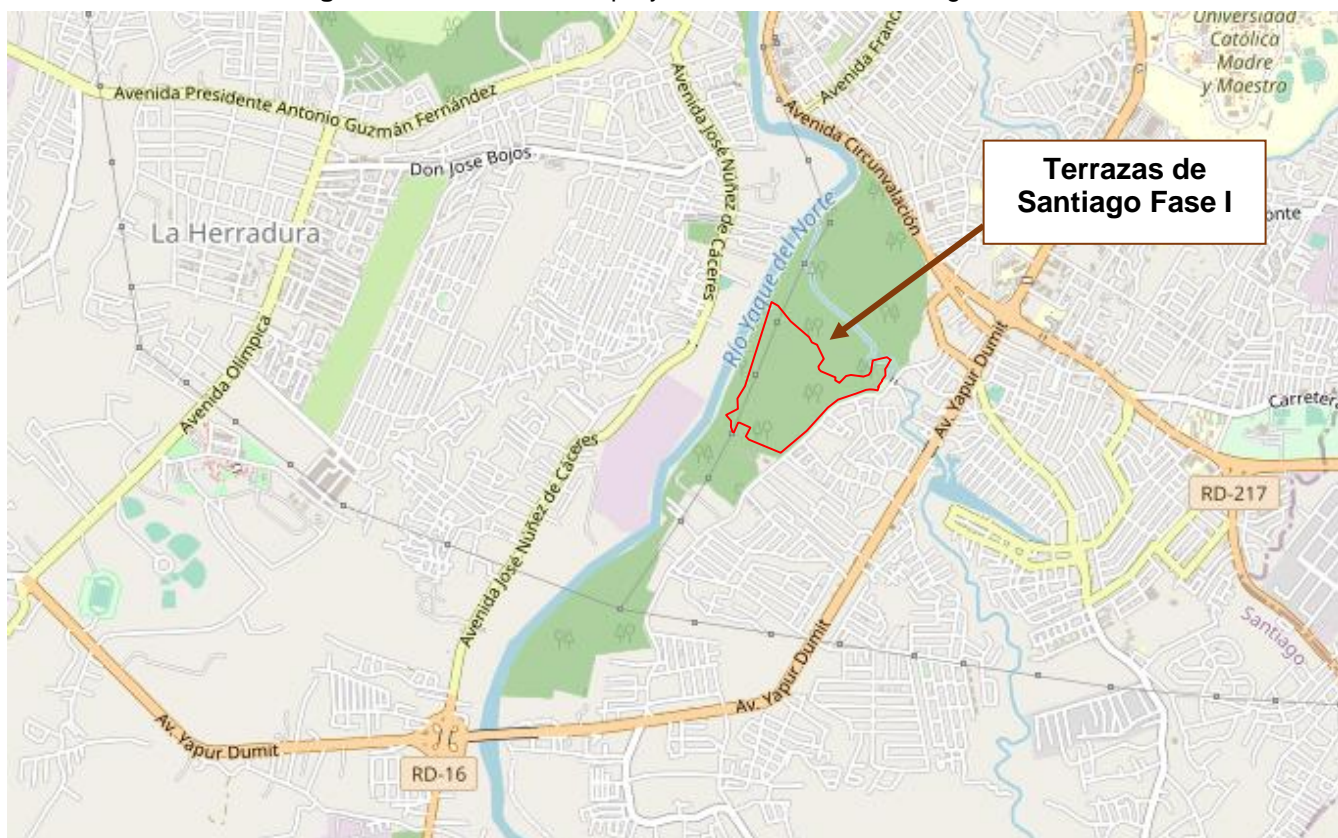 Universidad
Católica
Madre
y Maestra
Avenida Franc
Avenida Presidente Antonio Guzmán Fernández
Avenida José Núñez de Cáceres
Avenida Circunvalación
Don Jose Bojos
Terrazas de
Santiago Fase I
onte
La Herradura
Río Yaque del Norte
Av. Yapur Dumit
Avenida Olímpica
Carretera
RD-217
Avenida José Núñez de Cáceres
Santiago
Av. Yapur Dumit
Av. Yapur Dumit
RD-16